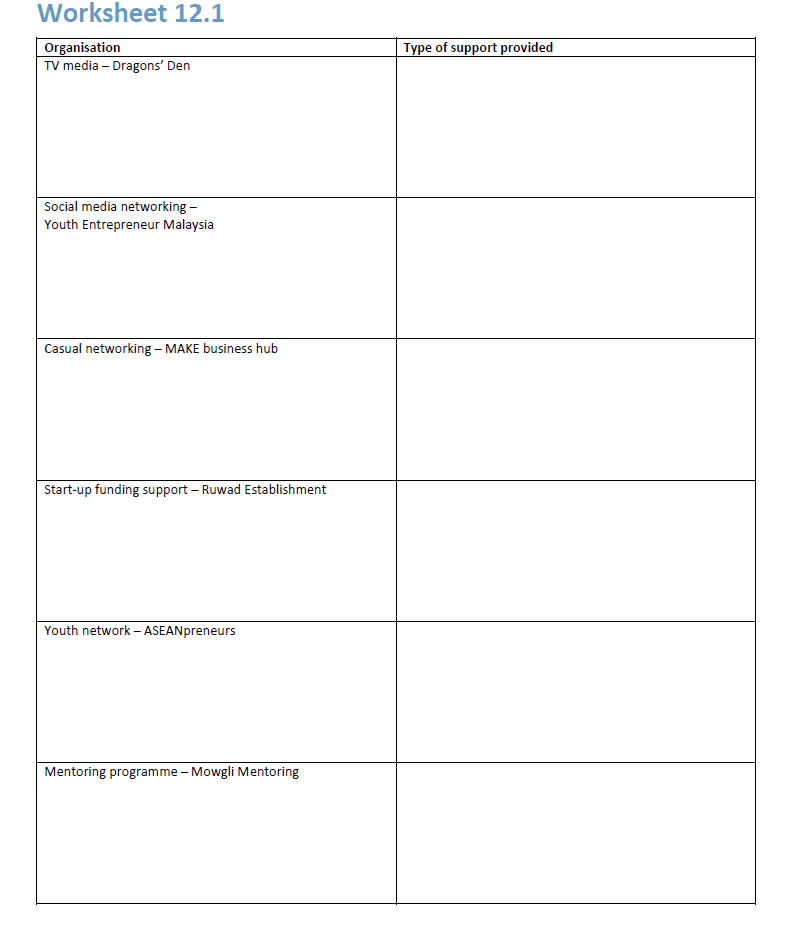 Worksheet 12.1
Organisation
Type of support provided
TV media – Dragons’ Den
Social media networking –
Youth Entrepreneur Malaysia
Casual networking – MAKE business hub
Start-up funding support – Ruwad Establishment
Youth network – ASEANpreneurs
Mentoring programme – Mowgli Mentoring